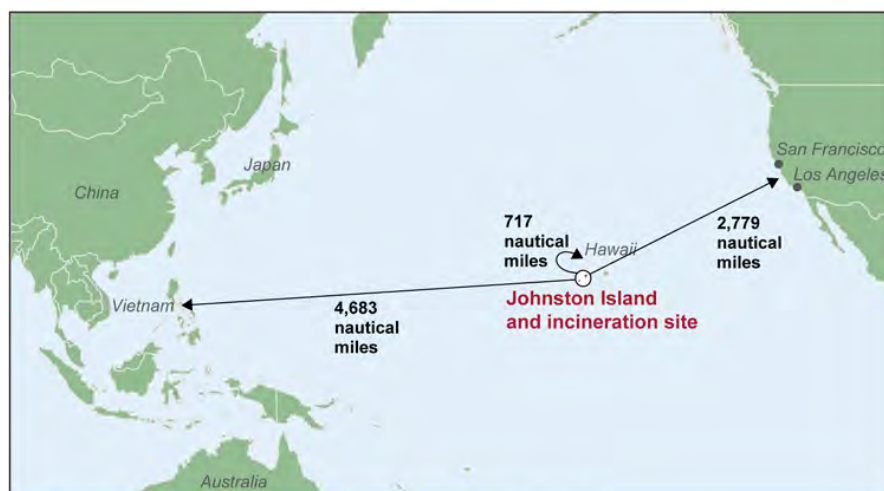 San Francisco
Los Angeles
Japan
China
717
nautical
miles
Hawaii
2,779
nautical
miles
Johnston Island
and incineration site
Vietnam
4,683
nautical
miles
Australia